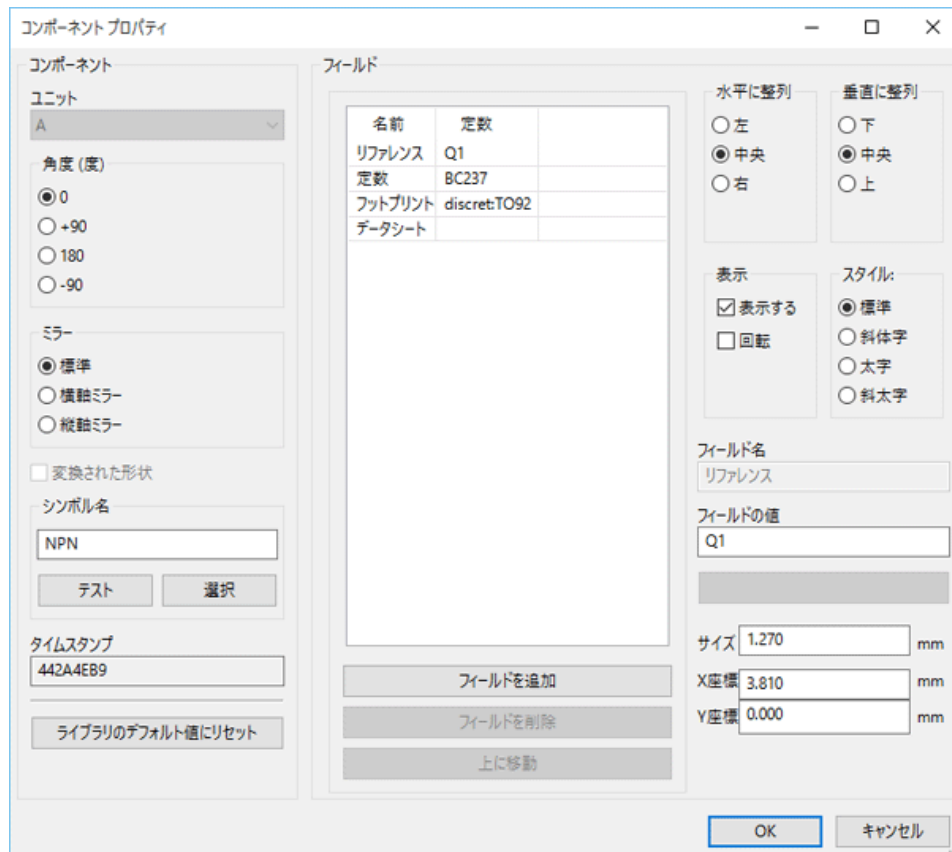 コンポーネント プロパティ
コンポーネント
ユニット
A
角度 (度)
0
+90
180
-90
ミラー
標準
横軸ミラー
縦軸ミラー
変換された形状
シンボル名
NPN
テスト 選択
タイムスタンプ
442A4EB9
ライブラリのデフォルト値にリセット
フィールド
名前 定数
リファレンス Q1
定数 BC237
フットプリント discret:TO92
データシート
フィールドを追加
フィールドを削除
上に移動
水平に整列
左
中央
右
垂直に整列
下
中央
上
表示
表示する
回転
スタイル:
標準
斜体字
太字
斜太字
フィールド名
リファレンス
フィールドの値
Q1
サイズ 1.270 mm
X座標 3.810 mm
Y座標 0.000 mm
OK キャンセル